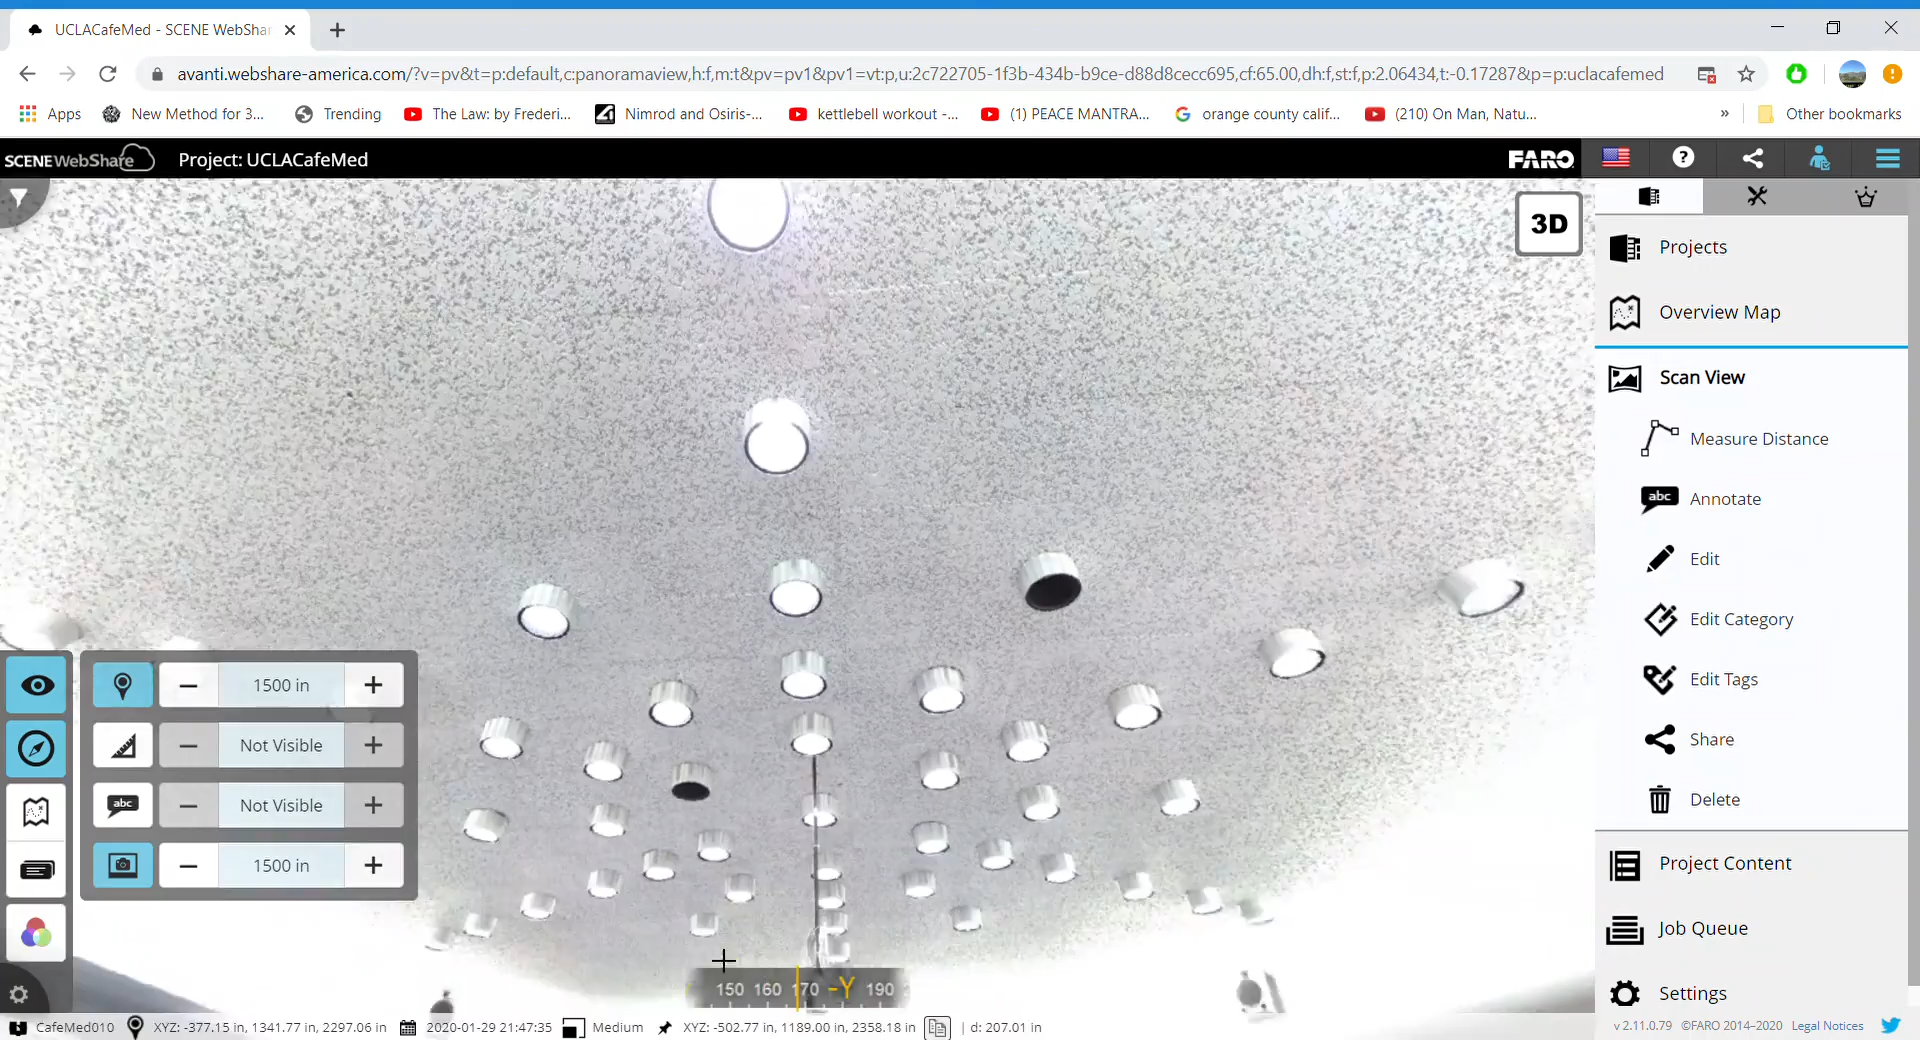 UCLACafeMed - SCENE WebShar
avanti.webshare-america.com/?v=pv&t=p:default,c:panoramaview,h:f,m:t&pv=pv1&pv1=vt:p,u:2c722705-1f3b-434b-b9ce-d88d8cecc695,cf:65.00,dh:f,st:f,p:2.06434,t:-0.17287&p=p:uclacafemed
Apps New Method for 3... Trending The Law: by Frederi... Nimrod and Osiris-... kettlebell workout -... (1) PEACE MANTRA... orange county calif... (210) On Man, Natu... » Other bookmarks
SCENE WebShare Project: UCLACafeMed FARO
3D
Projects
Overview Map
Scan View
Measure Distance
abc Annotate
Edit
Edit Category
Edit Tags
Share
Delete
Project Content
Job Queue
Settings
1500 in
Not Visible
abc Not Visible
1500 in
150 160 170 -Y 190
CafeMed010 XYZ: -377.15 in, 1341.77 in, 2297.06 in 2020-01-29 21:47:35 Medium XYZ: -502.77 in, 1189.00 in, 2358.18 in | d: 207.01 in
v 2.11.0.79 ©FARO 2014–2020 Legal Notices